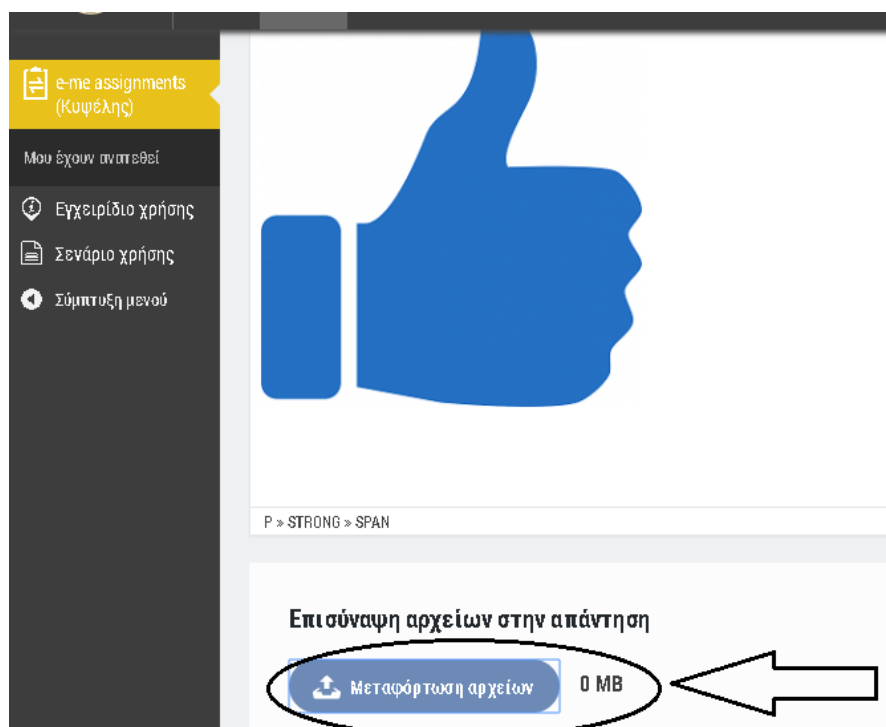 e-me assignments
(Κυψέλης)
Μου έχουν ανατεθεί
Εγχειρίδιο χρήσης
Σενάριο χρήσης
Σύμπτυξη μενού
P » STRONG » SPAN
Επισύναψη αρχείων στην απάντηση
Μεταφόρτωση αρχείων 0 MB